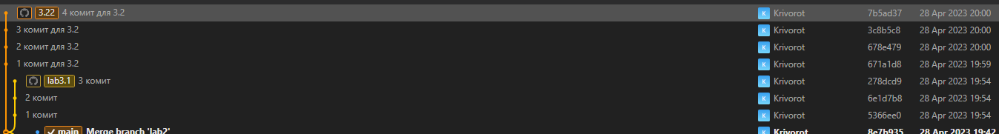 3.22 4 комит для 3.2 K Krivorot 7b5ad37 28 Apr 2023 20:00
3 комит для 3.2 K Krivorot 3c8b5c8 28 Apr 2023 20:00
2 комит для 3.2 K Krivorot 678e479 28 Apr 2023 20:00
1 комит для 3.2 K Krivorot 671a1d8 28 Apr 2023 19:59
lab3.1 3 комит K Krivorot 278dcd9 28 Apr 2023 19:54
2 комит K Krivorot 6e1d7b8 28 Apr 2023 19:54
1 комит K Krivorot 5366ee0 28 Apr 2023 19:54
main Merge branch 'lab2' K Krivorot 8e7b935 28 Apr 2023 19:42